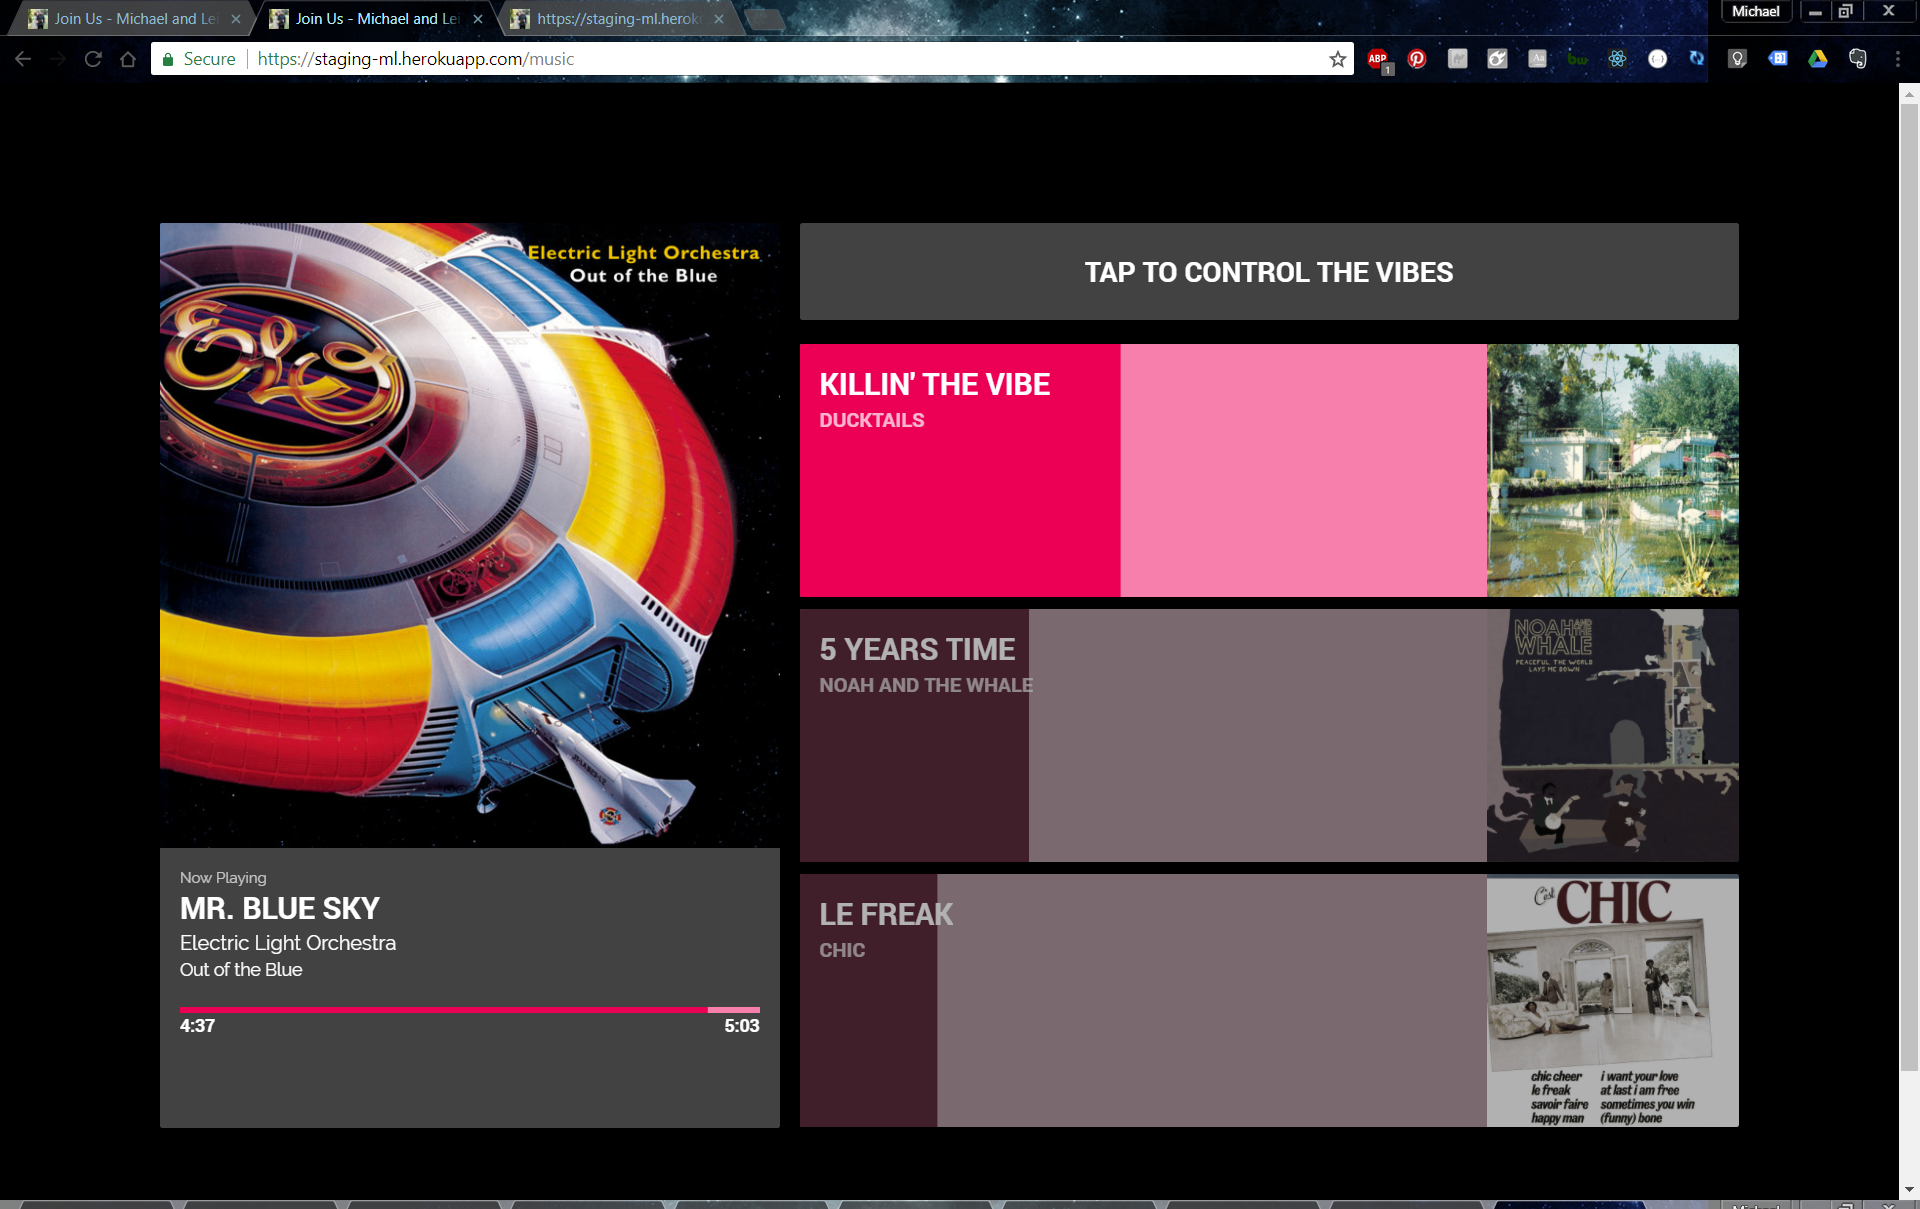 Join Us - Michael and Lei
Join Us - Michael and Lei
https://staging-ml.herok
Michael
Secure
https://staging-ml.herokuapp.com/music
ABP
1
Electric Light Orchestra
Out of the Blue
ELO
Now Playing
MR. BLUE SKY
Electric Light Orchestra
Out of the Blue
4:37
5:03
TAP TO CONTROL THE VIBES
KILLIN' THE VIBE
DUCKTAILS
5 YEARS TIME
NOAH AND THE WHALE
NOAH AND THE
WHALE
PEACEFUL, THE WORLD
LAYS ME DOWN
LE FREAK
CHIC
C'est CHIC
chic cheer
le freak
savoir faire
happy man
i want your love
at last i am free
sometimes you win
(funny) bone